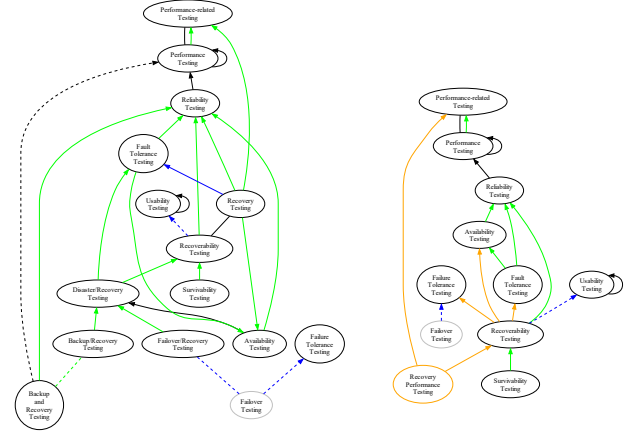 Performance-related
Testing
Performance
Testing
Reliability
Testing
Fault
Tolerance
Testing
Usability
Testing
Recovery
Testing
Recoverability
Testing
Disaster/Recovery
Testing
Survivability
Testing
Backup/Recovery
Testing
Failover/Recovery
Testing
Availability
Testing
Failure
Tolerance
Testing
Backup
and
Recovery
Testing
Failover
Testing
Performance-related
Testing
Performance
Testing
Reliability
Testing
Availability
Testing
Failure
Tolerance
Testing
Fault
Tolerance
Testing
Usability
Testing
Failover
Testing
Recoverability
Testing
Recovery
Performance
Testing
Survivability
Testing